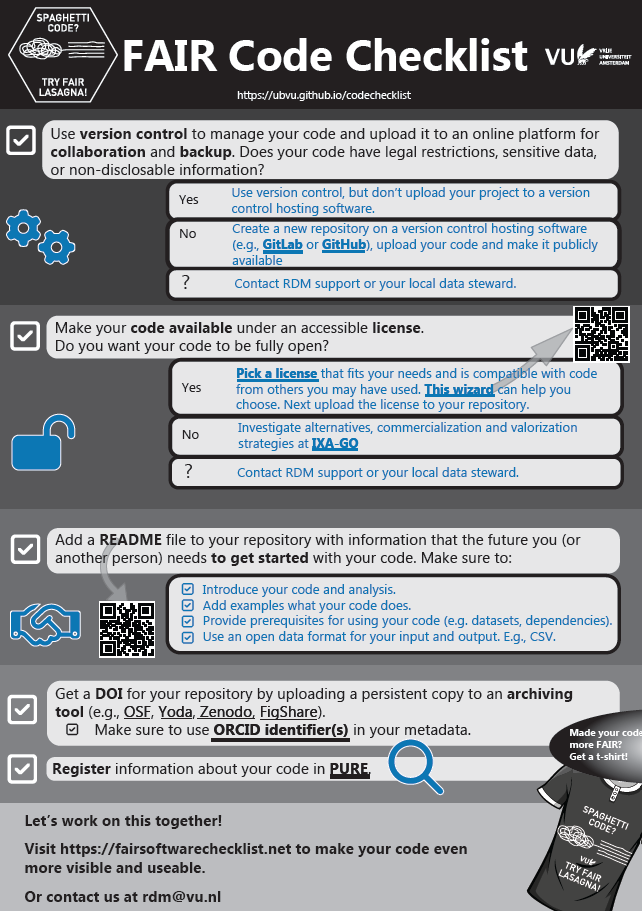 SPAGHETTI
CODE?
TRY FAIR
LASAGNA!
FAIR Code Checklist
VU
VRIJE
UNIVERSITEIT
AMSTERDAM
https://ubvu.github.io/codechecklist
Use version control to manage your code and upload it to an online platform for
collaboration and backup. Does your code have legal restrictions, sensitive data,
or non-disclosable information?
Yes
Use version control, but don't upload your project to a version
control hosting software.
No
Create a new repository on a version control hosting software
(e.g., GitLab or GitHub), upload your code and make it publicly
available
?
Contact RDM support or your local data steward.
Make your code available under an accessible license.
Do you want your code to be fully open?
Yes
Pick a license that fits your needs and is compatible with code
from others you may have used. This wizard can help you
choose. Next upload the license to your repository.
No
Investigate alternatives, commercialization and valorization
strategies at IXA-GO
?
Contact RDM support or your local data steward.
Add a README file to your repository with information that the future you (or
another person) needs to get started with your code. Make sure to:
Introduce your code and analysis.
Add examples what your code does.
Provide prerequisites for using your code (e.g. datasets, dependencies).
Use an open data format for your input and output. E.g., CSV.
Get a DOI for your repository by uploading a persistent copy to an archiving
tool (e.g., OSF, Yoda, Zenodo, FigShare).
Make sure to use ORCID identifier(s) in your metadata.
Register information about your code in PURE.
Made your code
more FAIR?
Get a t-shirt!
SPAGHETTI
CODE?
VU
TRY FAIR
LASAGNA!
Let's work on this together!
Visit https://fairsoftwarechecklist.net to make your code even
more visible and useable.
Or contact us at rdm@vu.nl